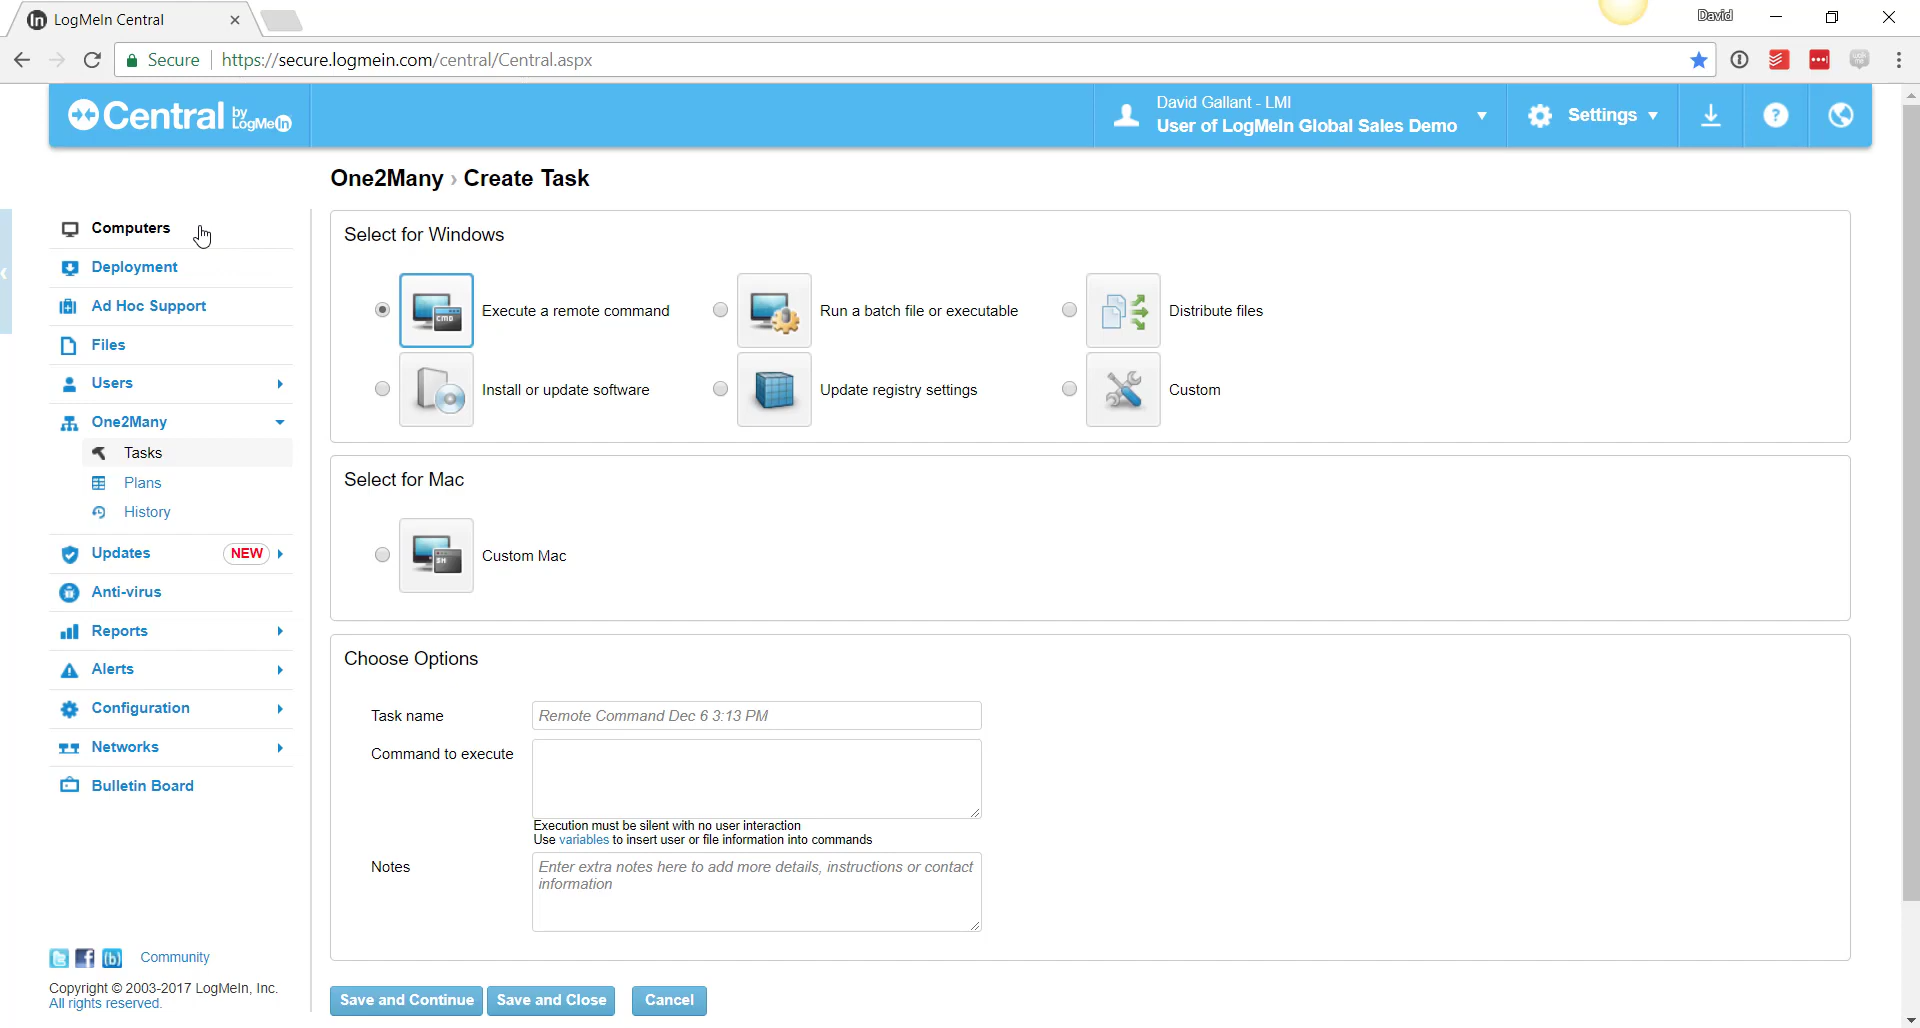 LogMeIn Central
David
Secure
https://secure.logmein.com/central/Central.aspx
Central by LogMeIn
David Gallant - LMI
User of LogMeIn Global Sales Demo
Settings
?
One2Many › Create Task
Computers
Deployment
Ad Hoc Support
Files
Users
One2Many
Tasks
Plans
History
Updates NEW
Anti-virus
Reports
Alerts
Configuration
Networks
Bulletin Board
Select for Windows
CMD
Execute a remote command
Run a batch file or executable
Distribute files
Install or update software
Update registry settings
Custom
Select for Mac
SH
Custom Mac
Choose Options
Task name
Remote Command Dec 6 3:13 PM
Command to execute
Execution must be silent with no user interaction
Use variables to insert user or file information into commands
Notes
Enter extra notes here to add more details, instructions or contact
information
Community
Copyright © 2003-2017 LogMeIn, Inc.
All rights reserved.
Save and Continue
Save and Close
Cancel